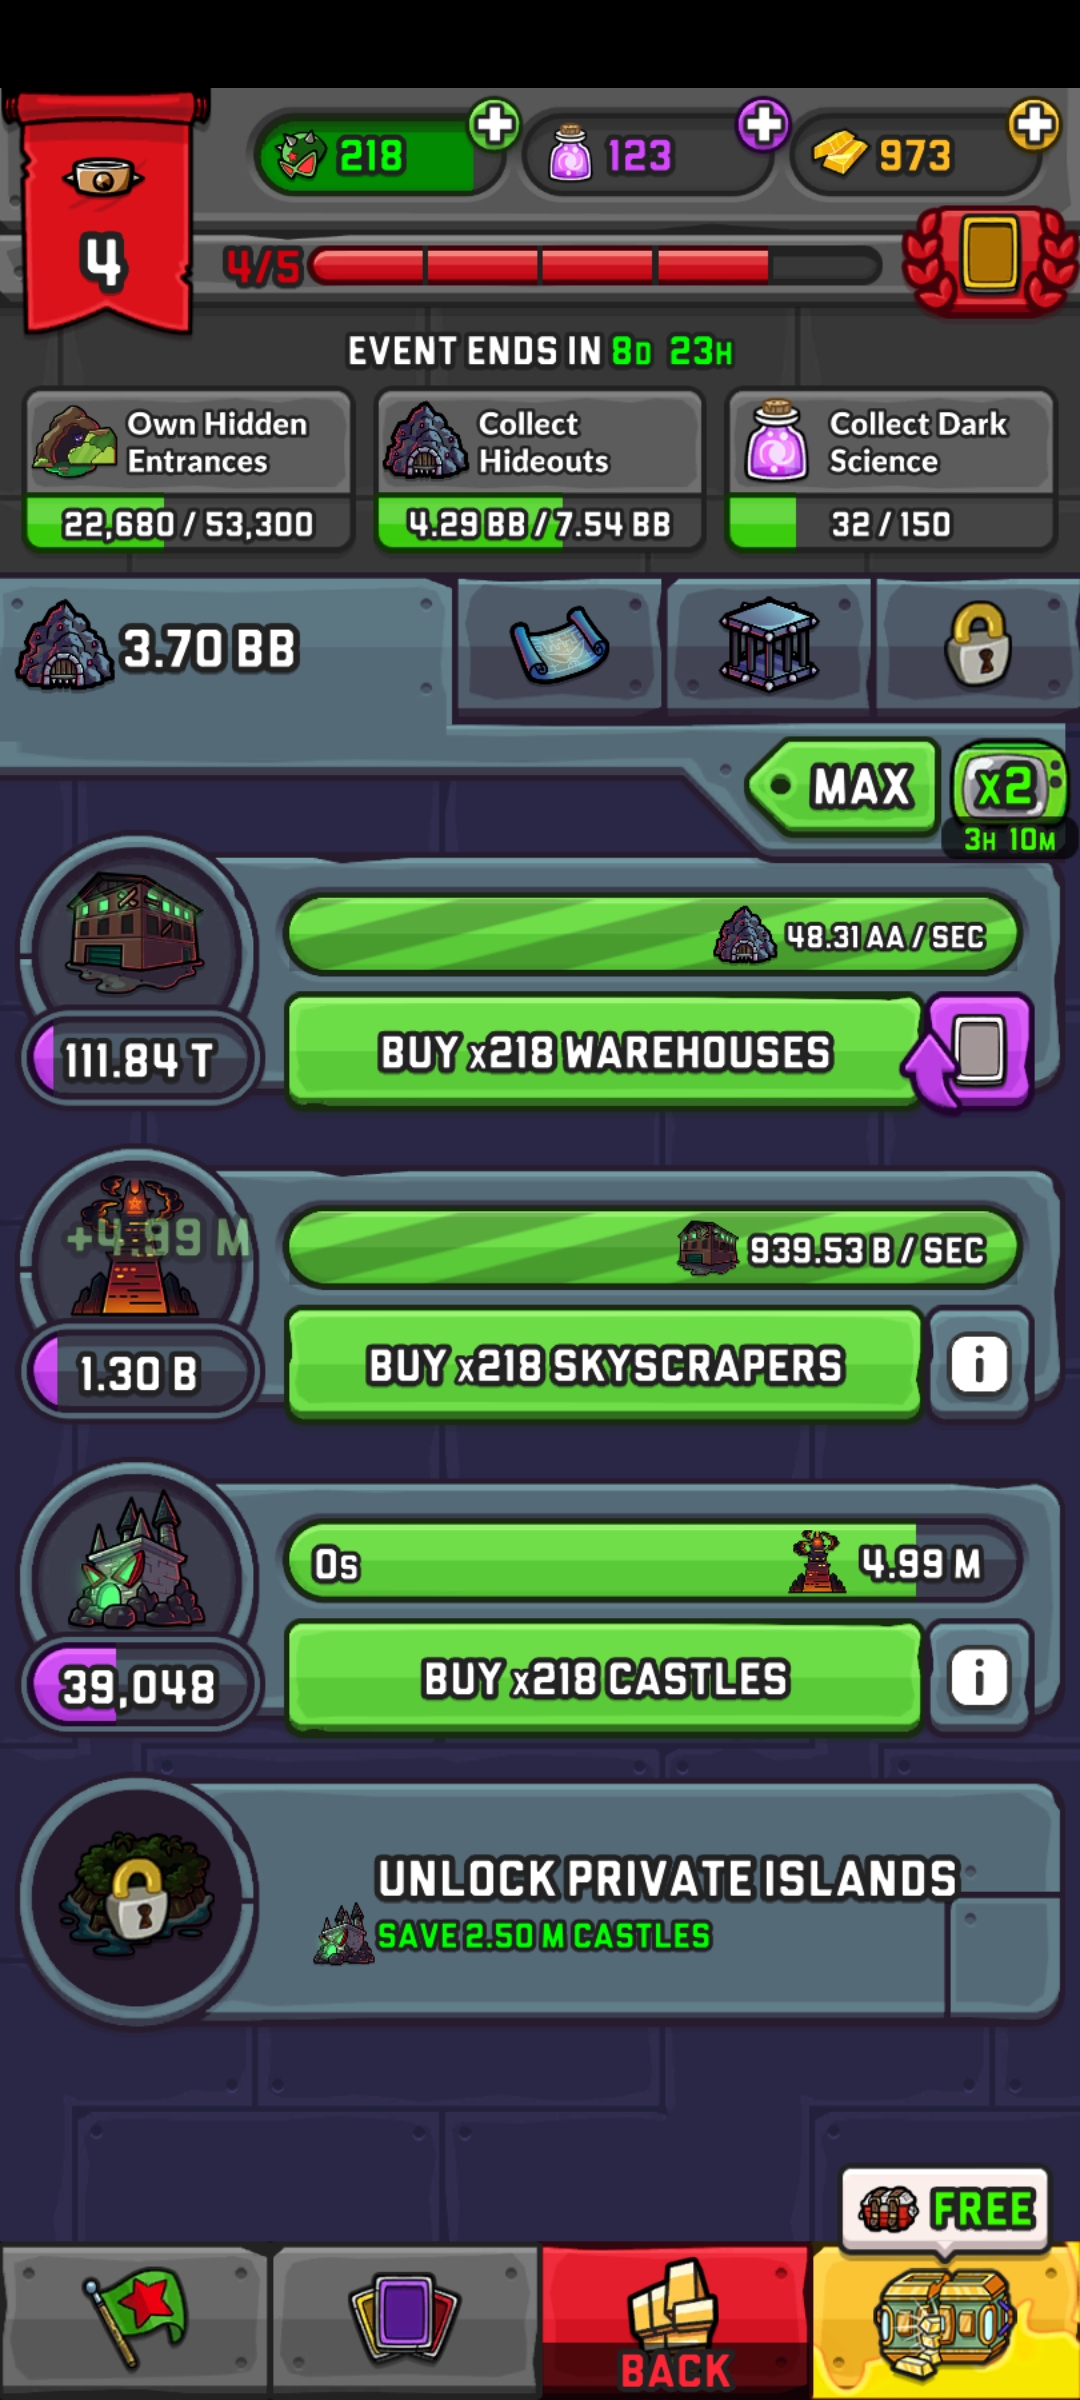 218
123
973
4
4/5
EVENT ENDS IN 8D 23H
Own Hidden
Entrances
22,680 / 53,300
Collect
Hideouts
4.29 BB / 7.54 BB
Collect Dark
Science
32 / 150
3.70 BB
MAX
x2
3H 10M
48.31 AA / SEC
111.84 T
BUY x218 WAREHOUSES
+4.99 M
939.53 B / SEC
1.30 B
BUY x218 SKYSCRAPERS
0s
4.99 M
39,048
BUY x218 CASTLES
UNLOCK PRIVATE ISLANDS
SAVE 2.50 M CASTLES
FREE
BACK